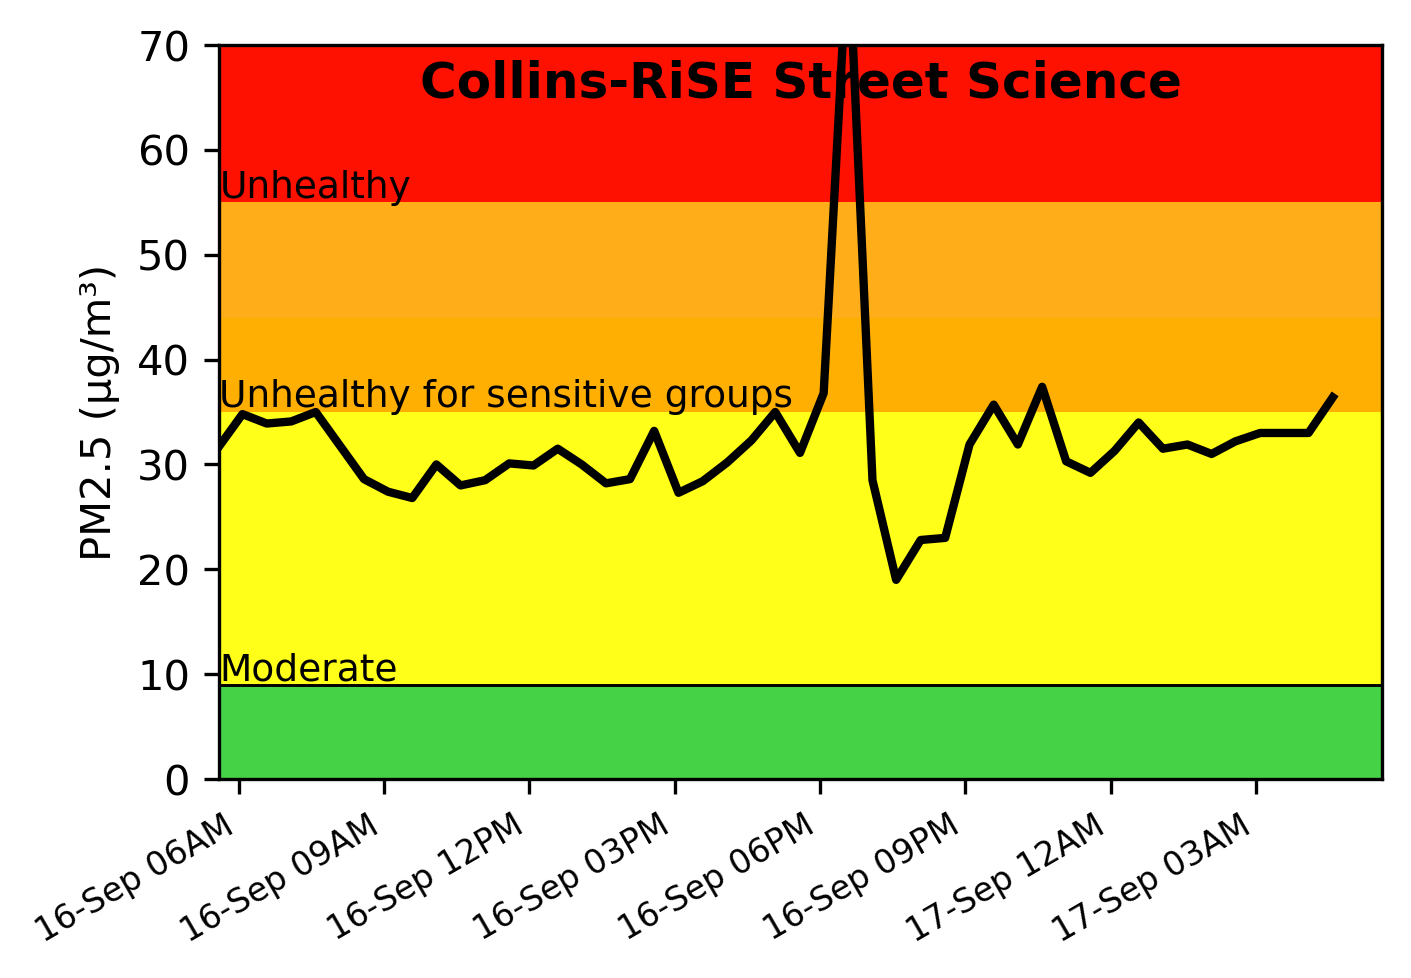 Collins-RiSE Street Science
70
60
Unhealthy
50
40
Unhealthy for sensitive groups
30
20
10
Moderate
0
PM2.5 (µg/m³)
16-Sep 06AM
16-Sep 09AM
16-Sep 12PM
16-Sep 03PM
16-Sep 06PM
16-Sep 09PM
17-Sep 12AM
17-Sep 03AM